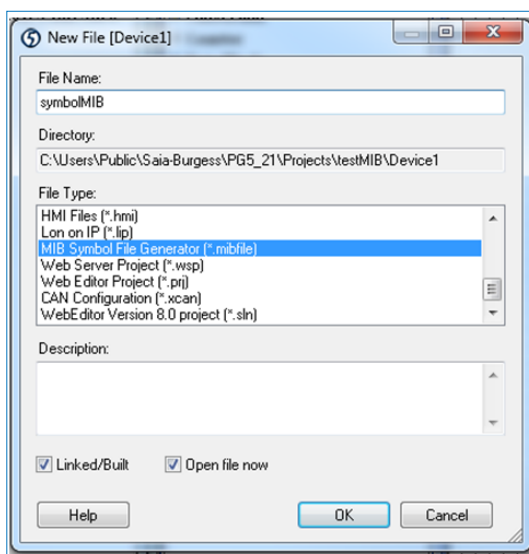 New File [Device1]
File Name:
symbolMIB
Directory:
C:\Users\Public\Saia-Burgess\PG5_21\Projects\testMIB\Device1
File Type:
HMI Files (*.hmi)
Lon on IP (*.lip)
MIB Symbol File Generator (*.mibfile)
Web Server Project (*.wsp)
Web Editor Project (*.prj)
CAN Configuration (*.xcan)
WebEditor Version 8.0 project (*.sln)
Description:
Linked/Built Open file now
Help OK Cancel